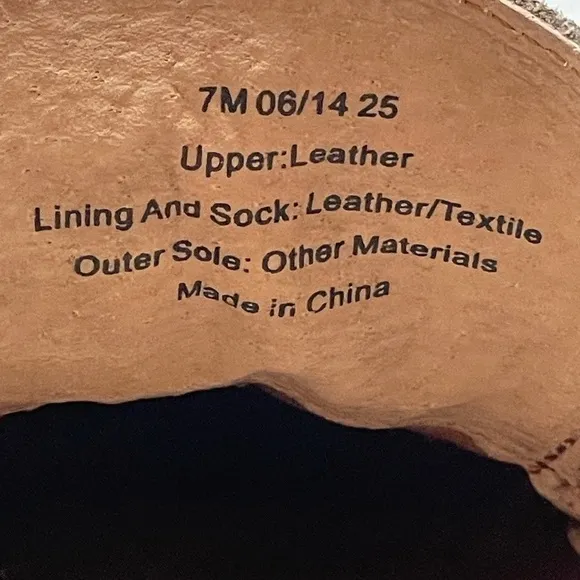 7M 06/14 25
Upper:Leather
Lining And Sock: Leather/Textile
Outer Sole: Other Materials
Made in China